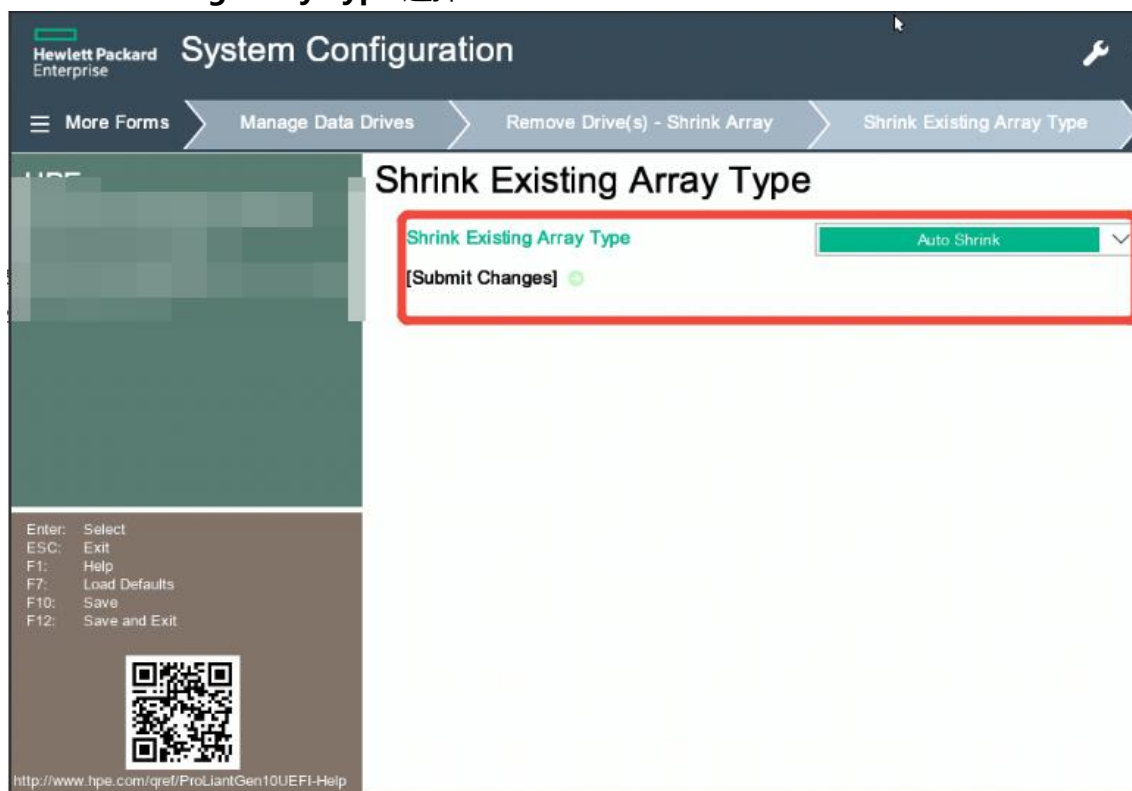 Hewlett Packard
Enterprise
System Configuration
More Forms
Manage Data Drives
Remove Drive(s) - Shrink Array
Shrink Existing Array Type
Shrink Existing Array Type
Shrink Existing Array Type
Auto Shrink
[Submit Changes]
Enter: Select
ESC: Exit
F1: Help
F7: Load Defaults
F10: Save
F12: Save and Exit
http://www.hpe.com/qref/ProLiantGen10UEFI-Help